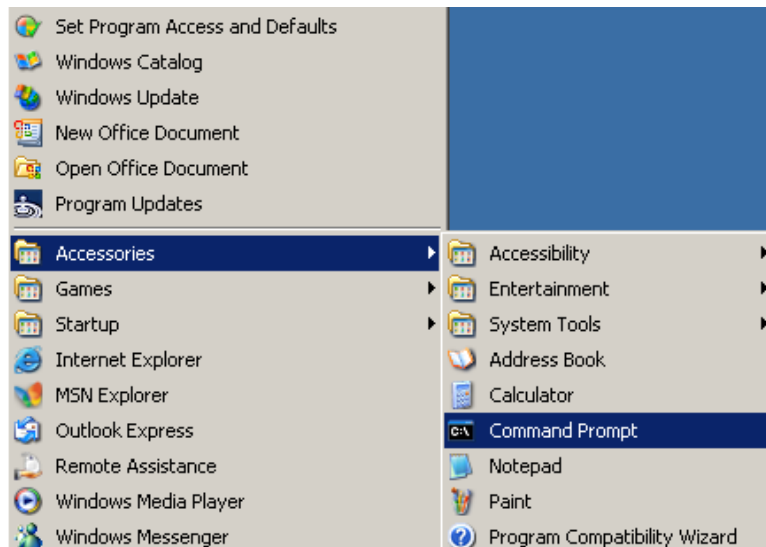 Set Program Access and Defaults
Windows Catalog
Windows Update
New Office Document
Open Office Document
Program Updates
Accessories
Games
Startup
Internet Explorer
MSN Explorer
Outlook Express
Remote Assistance
Windows Media Player
Windows Messenger
Accessibility
Entertainment
System Tools
Address Book
Calculator
C:\
Command Prompt
Notepad
Paint
Program Compatibility Wizard